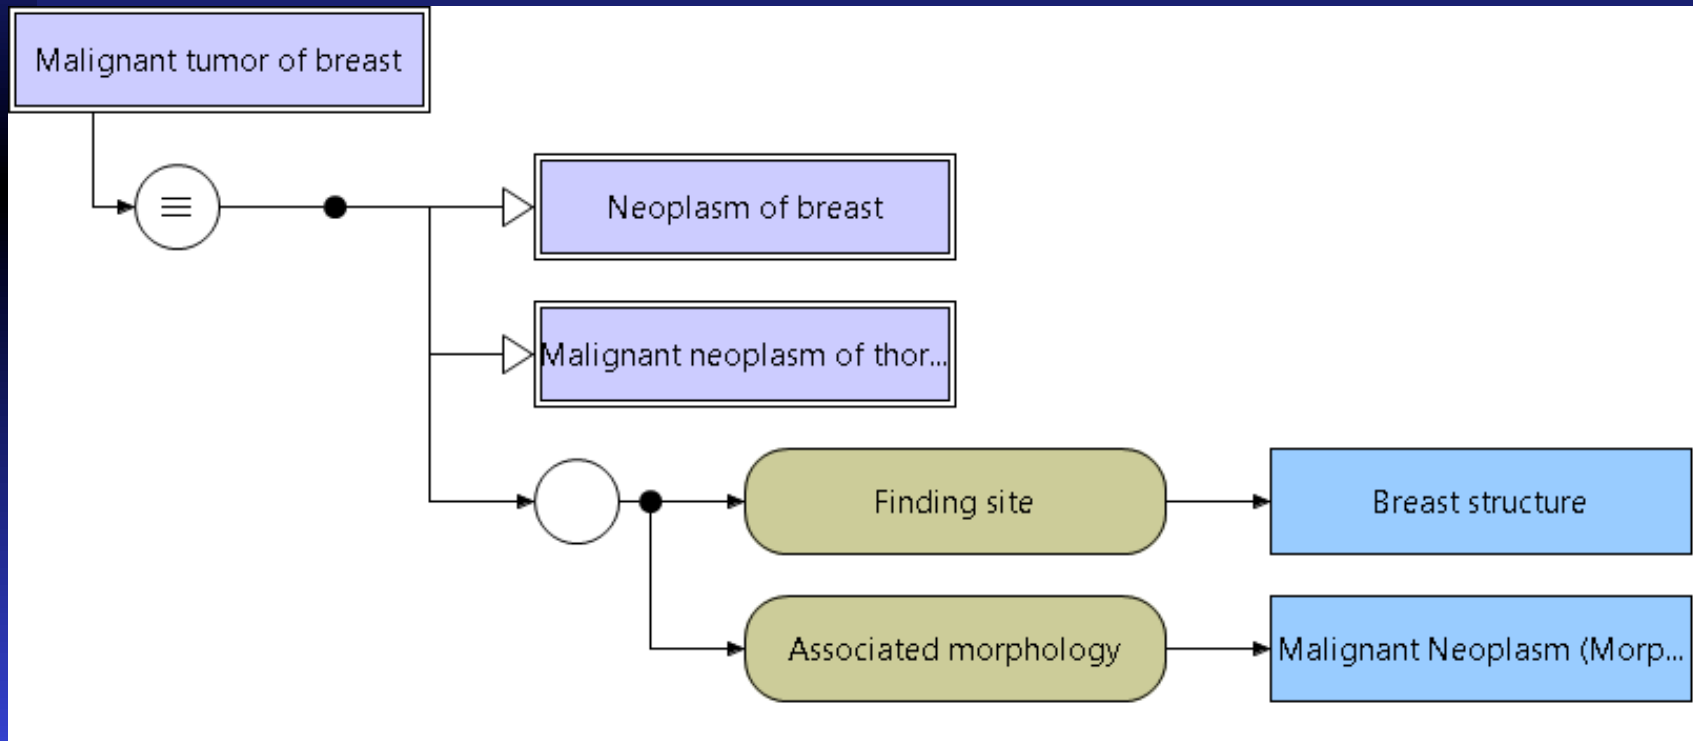 Malignant tumor of breast
≡
Neoplasm of breast
Malignant neoplasm of thor...
Finding site
Breast structure
Associated morphology
Malignant Neoplasm (Morp...